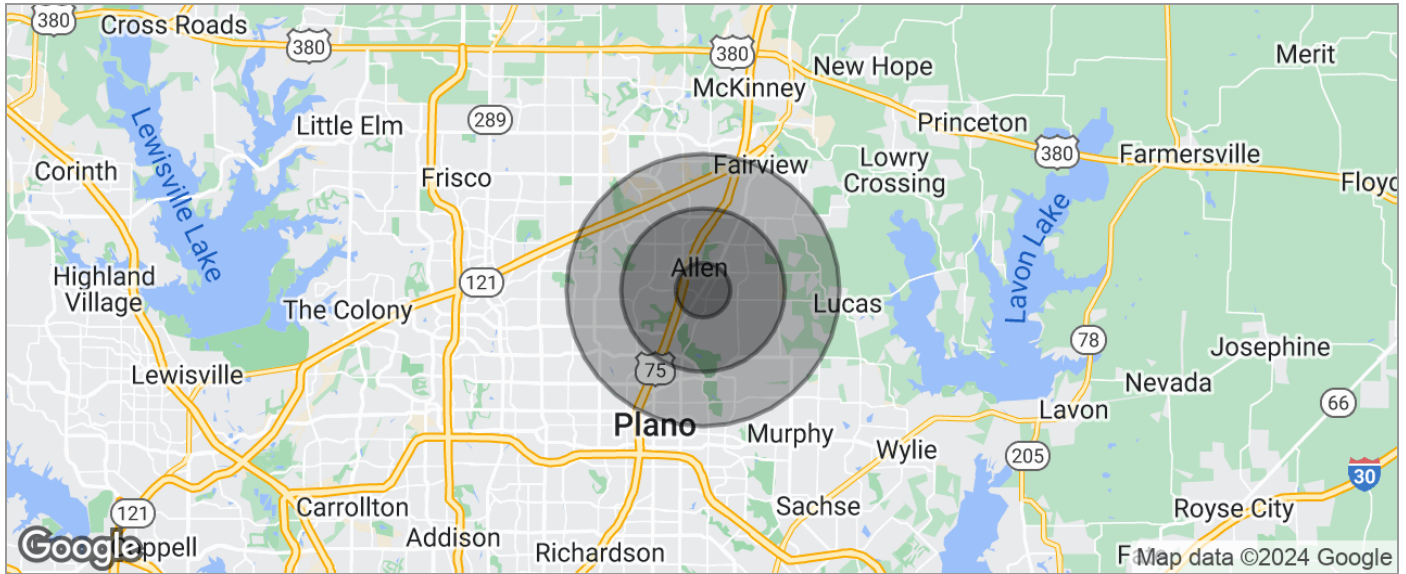 Cross Roads
380
380
380
New Hope
Merit
McKinney
289
Little Elm
Princeton
380
Farmersville
Corinth
Frisco
Fairview
Lowry
Crossing
Floyd
Lewisville Lake
Lavon Lake
Allen
Highland
Village
121
The Colony
Lucas
78
Josephine
Lewisville
75
Nevada
66
Plano
Murphy
Lavon
Wylie
205
30
121
Carrollton
Sachse
Royse City
Addison
Richardson
Google
Map data ©2024 Google